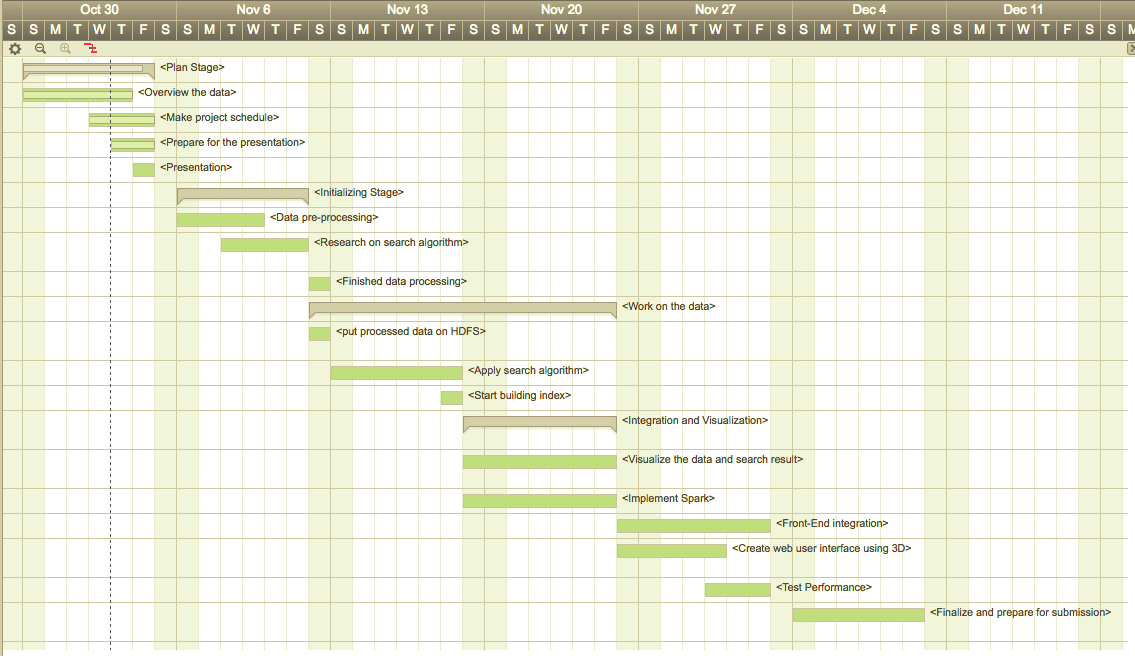 Oct 30 Nov 6 Nov 13 Nov 20 Nov 27 Dec 4 Dec 11
S S M T W T F S S M T W T F S S M T W T F S S M T W T F S S M T W T F S S M T W T F S S M T W T F S S M
<Plan Stage>
<Overview the data>
<Make project schedule>
<Prepare for the presentation>
<Presentation>
<Initializing Stage>
<Data pre-processing>
<Research on search algorithm>
<Finished data processing>
<Work on the data>
<put processed data on HDFS>
<Apply search algorithm>
<Start building index>
<Integration and Visualization>
<Visualize the data and search result>
<Implement Spark>
<Front-End integration>
<Create web user interface using 3D>
<Test Performance>
<Finalize and prepare for submission>